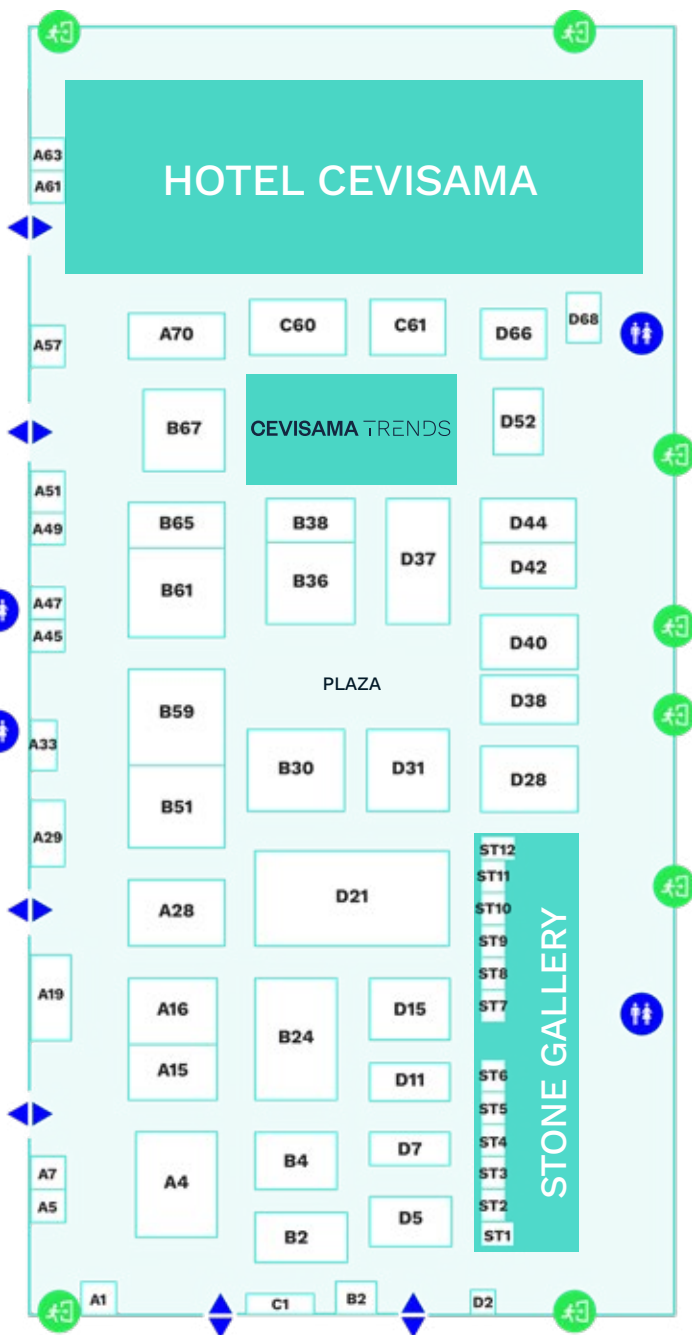 HOTEL CEVISAMA
A63
A61
A57
A70
C60
C61
D66
D68
B67
CEVISAMA TRENDS
D52
A51
A49
B65
B38
D37
D44
B61
B36
D42
A47
A45
D40
PLAZA
B59
D38
A33
B30
D31
D28
B51
A29
A28
D21
ST12
ST11
ST10
ST9
ST8
ST7
STONE GALLERY
A19
A16
B24
D15
A15
D11
ST6
ST5
ST4
ST3
ST2
ST1
A7
A5
A4
B4
D7
B2
D5
A1
C1
B2
D2